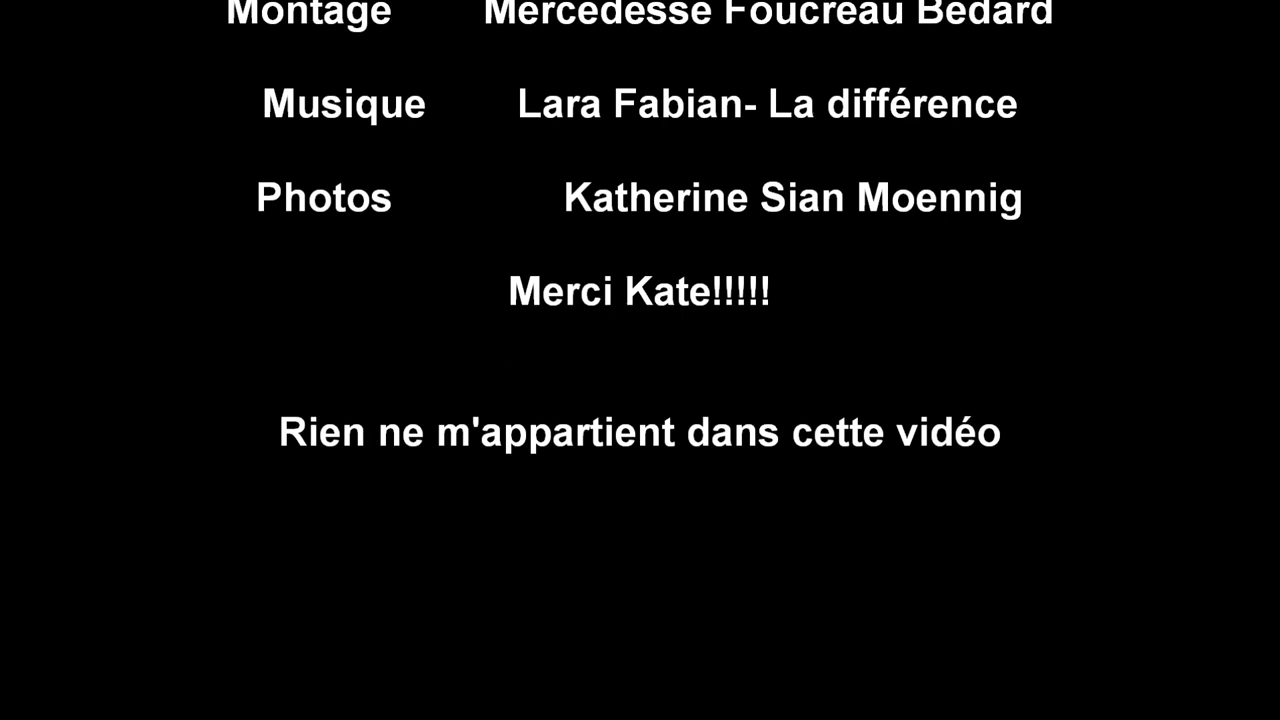 Montage Mercedesse Foucreau Bedard
Musique Lara Fabian- La différence
Photos Katherine Sian Moennig
Merci Kate!!!!!
Rien ne m'appartient dans cette vidéo